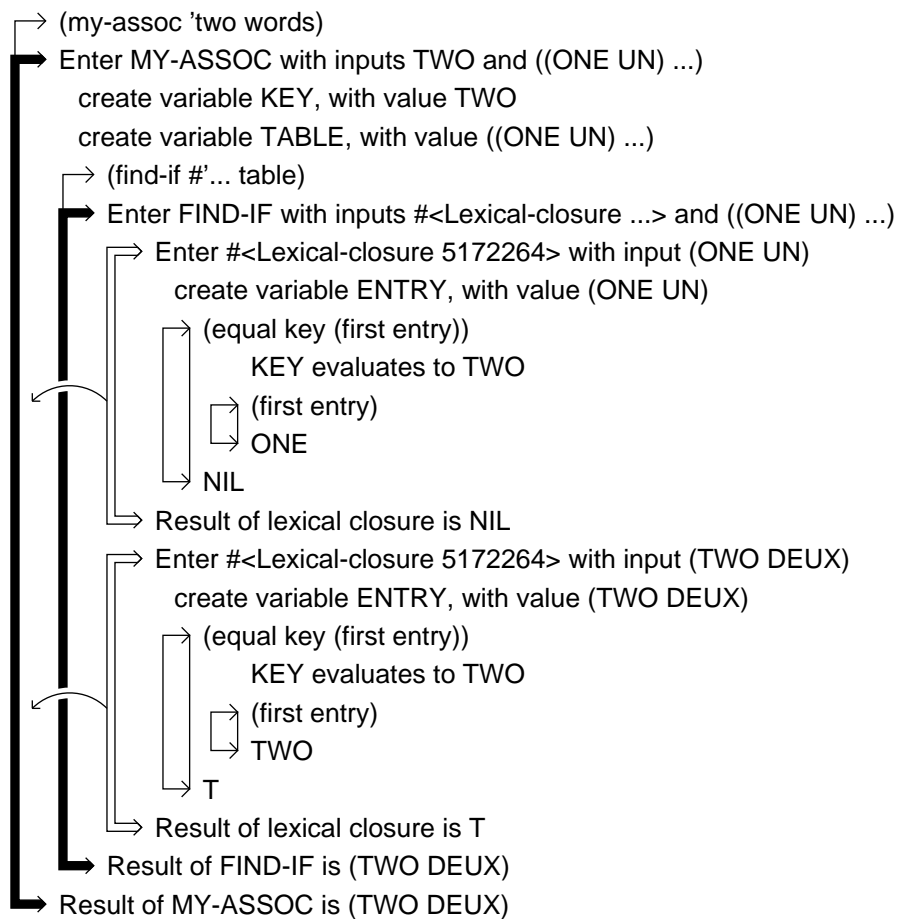 (my-assoc 'two words)
Enter MY-ASSOC with inputs TWO and ((ONE UN) ...)
create variable KEY, with value TWO
create variable TABLE, with value ((ONE UN) ...)
(find-if #'... table)
Enter FIND-IF with inputs #<Lexical-closure ...> and ((ONE UN) ...)
Enter #<Lexical-closure 5172264> with input (ONE UN)
create variable ENTRY, with value (ONE UN)
(equal key (first entry))
KEY evaluates to TWO
(first entry)
ONE
NIL
Result of lexical closure is NIL
Enter #<Lexical-closure 5172264> with input (TWO DEUX)
create variable ENTRY, with value (TWO DEUX)
(equal key (first entry))
KEY evaluates to TWO
(first entry)
TWO
T
Result of lexical closure is T
Result of FIND-IF is (TWO DEUX)
Result of MY-ASSOC is (TWO DEUX)